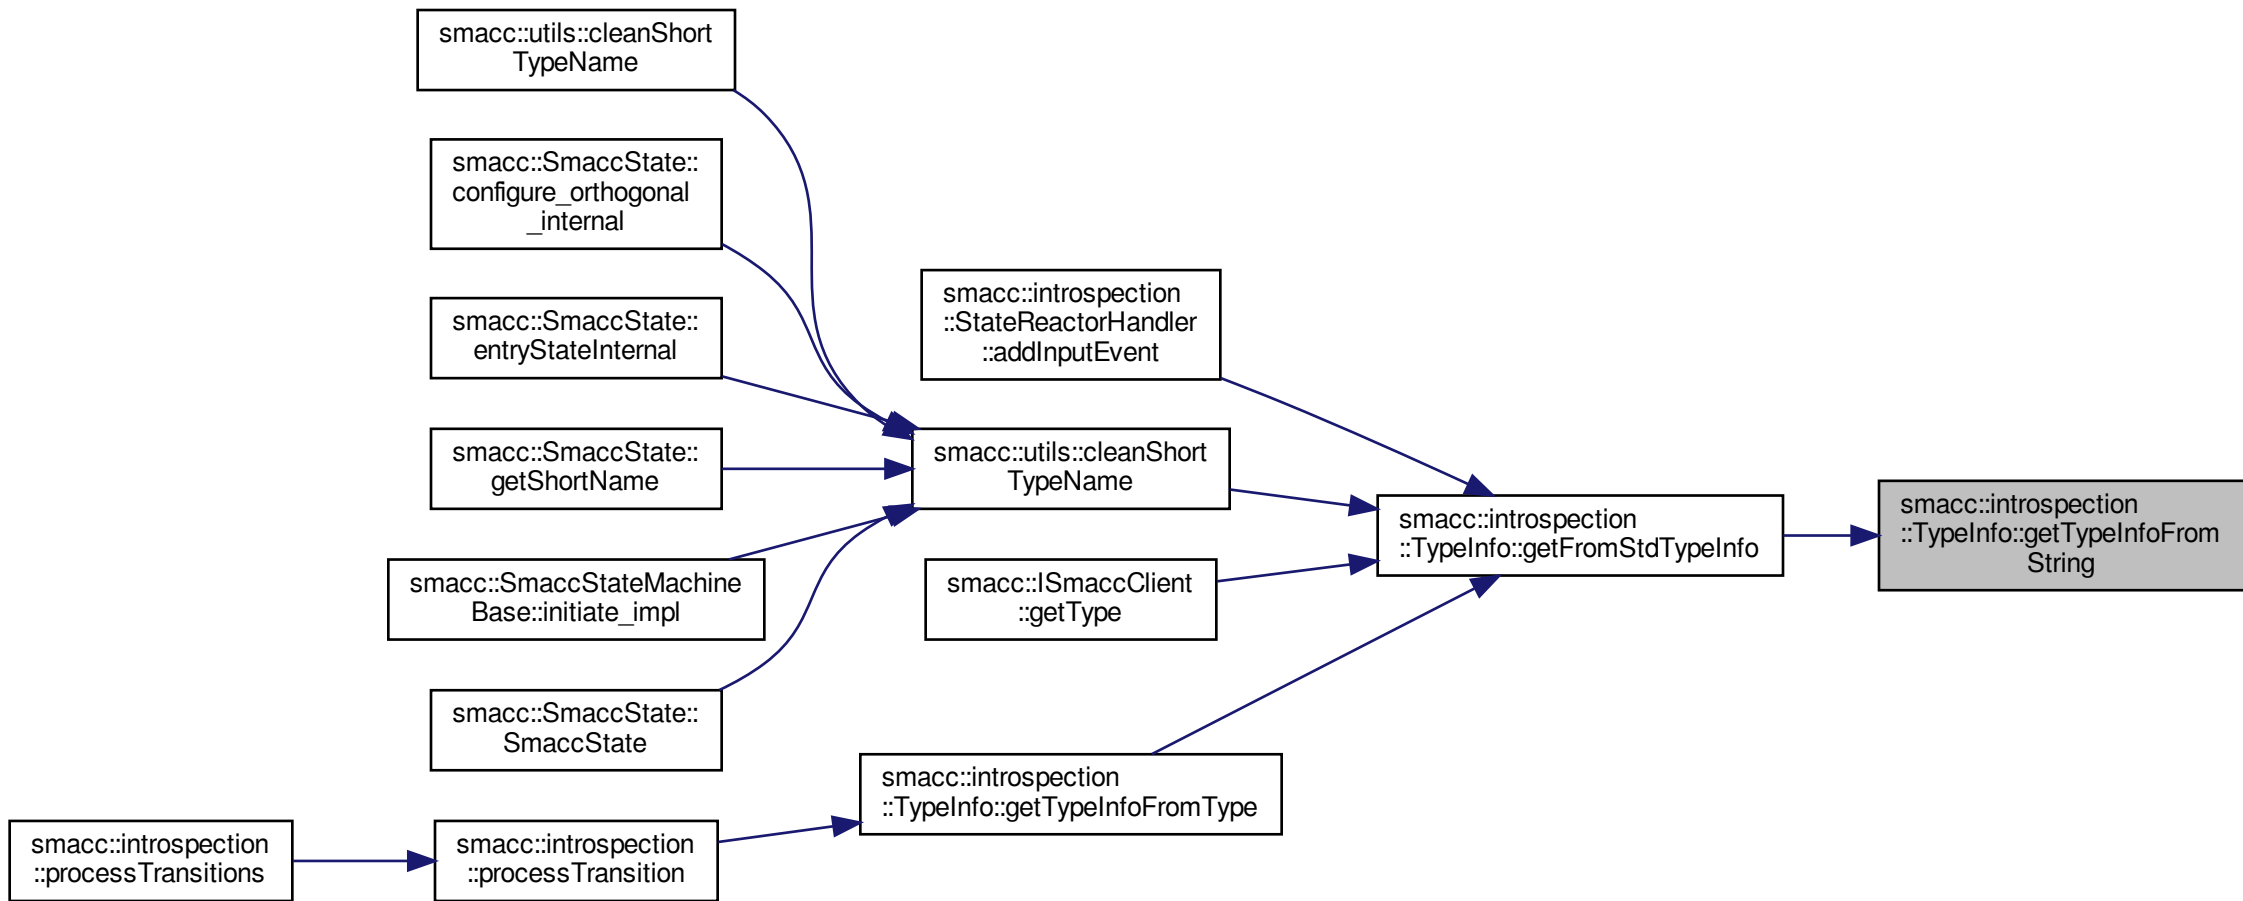 smacc::utils::cleanShort
TypeName
smacc::SmaccState::
configure_orthogonal
_internal
smacc::SmaccState::
entryStateInternal
smacc::SmaccState::
getShortName
smacc::SmaccStateMachine
Base::initiate_impl
smacc::SmaccState::
SmaccState
smacc::introspection
::processTransitions
smacc::introspection
::processTransition
smacc::introspection
::StateReactorHandler
::addInputEvent
smacc::utils::cleanShort
TypeName
smacc::ISmaccClient
::getType
smacc::introspection
::TypeInfo::getTypeInfoFromType
smacc::introspection
::TypeInfo::getFromStdTypeInfo
smacc::introspection
::TypeInfo::getTypeInfoFrom
String